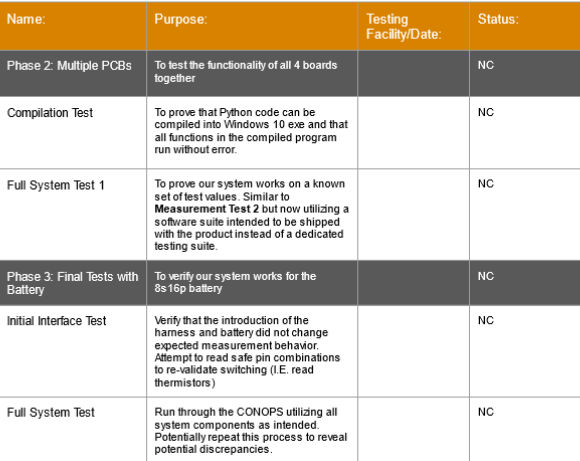 Name: Purpose: Testing Facility/Date: Status:
Phase 2: Multiple PCBs
To test the functionality of all 4 boards
together
NC
Compilation Test
To prove that Python code can be
compiled into Windows 10 exe and that
all functions in the compiled program
run without error.
NC
Full System Test 1
To prove our system works on a known
set of test values. Similar to
Measurement Test 2 but now utilizing a
software suite intended to be shipped
with the product instead of a dedicated
testing suite.
NC
Phase 3: Final Tests with
Battery
To verify our system works for the
8s16p battery
NC
Initial Interface Test
Verify that the introduction of the
harness and battery did not change
expected measurement behavior.
Attempt to read safe pin combinations
to re-validate switching (I.E. read
thermistors)
NC
Full System Test
Run through the CONOPS utilizing all
system components as intended.
Potentially repeat this process to reveal
potential discrepancies.
NC